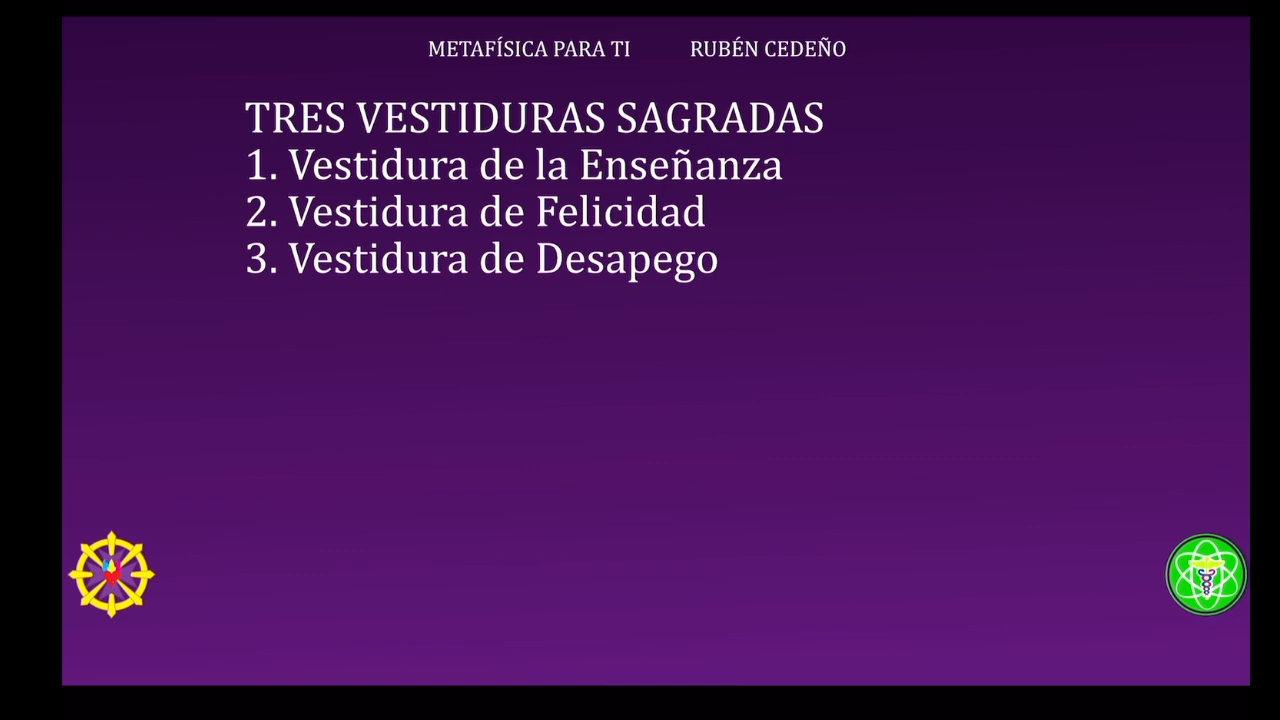 METAFÍSICA PARA TI RUBÉN CEDEÑO
TRES VESTIDURAS SAGRADAS
1. Vestidura de la Enseñanza
2. Vestidura de Felicidad
3. Vestidura de Desapego